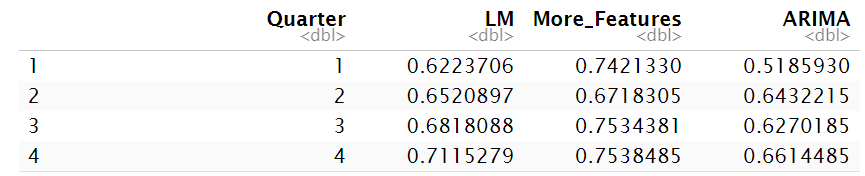 Quarter LM More_Features ARIMA
<dbl> <dbl> <dbl> <dbl>
1 1 0.6223706 0.7421330 0.5185930
2 2 0.6520897 0.6718305 0.6432215
3 3 0.6818088 0.7534381 0.6270185
4 4 0.7115279 0.7538485 0.6614485